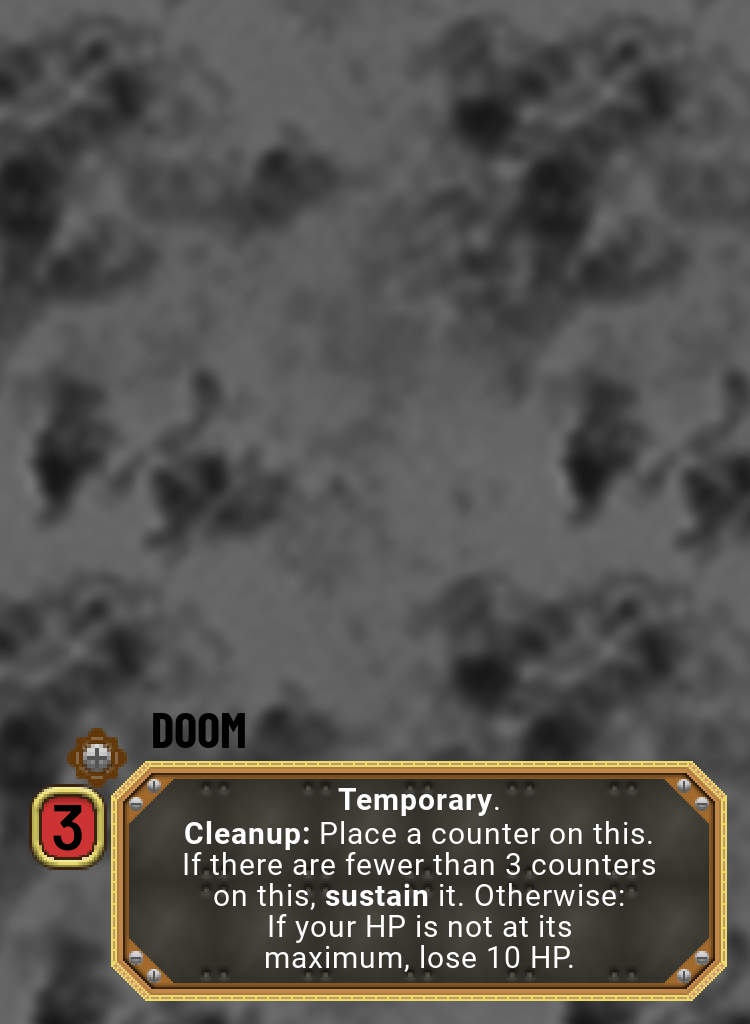 DOOM
3
Temporary.
Cleanup: Place a counter on this.
If there are fewer than 3 counters
on this, sustain it. Otherwise:
If your HP is not at its
maximum, lose 10 HP.